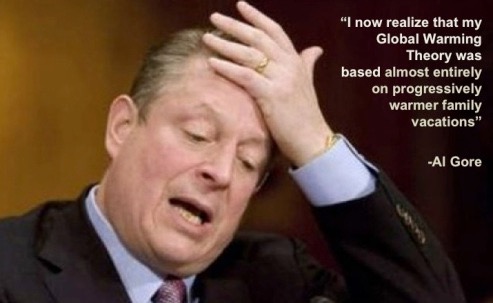 “I now realize that my
Global Warming
Theory was
based almost entirely
on progressively
warmer family
vacations”
-Al Gore